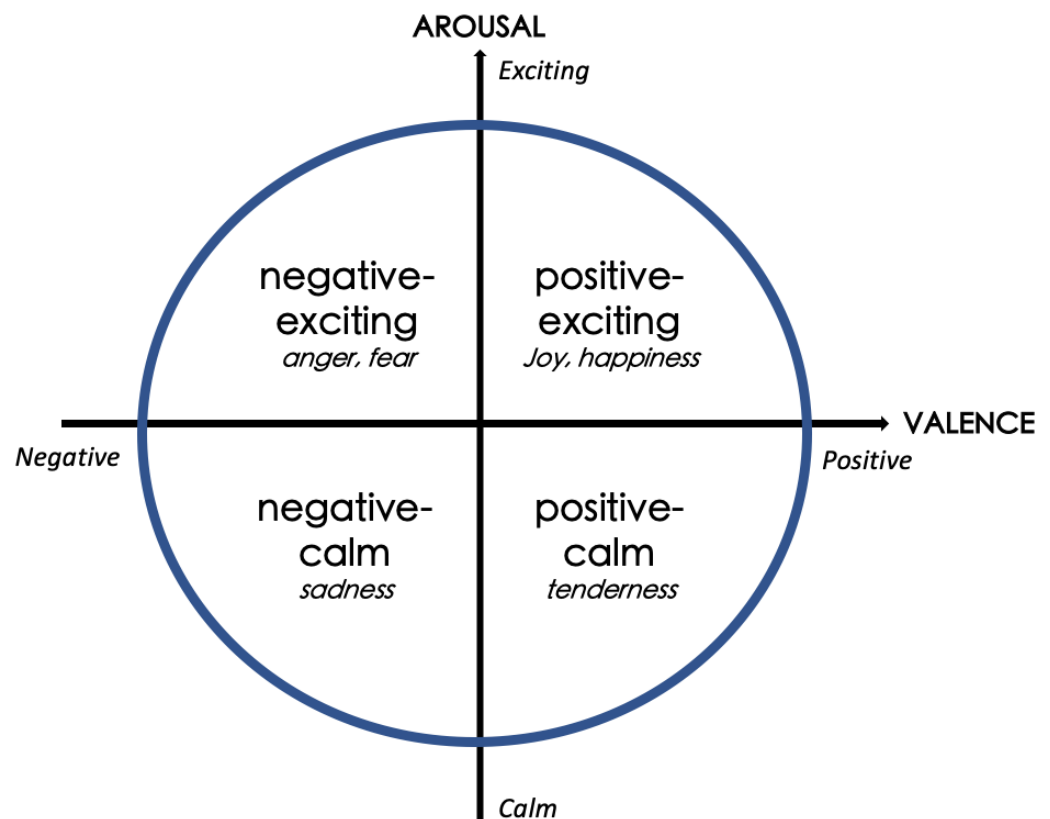 AROUSAL
Exciting
negative-
exciting
anger, fear
positive-
exciting
Joy, happiness
VALENCE
Negative
Positive
negative-
calm
sadness
positive-
calm
tenderness
Calm